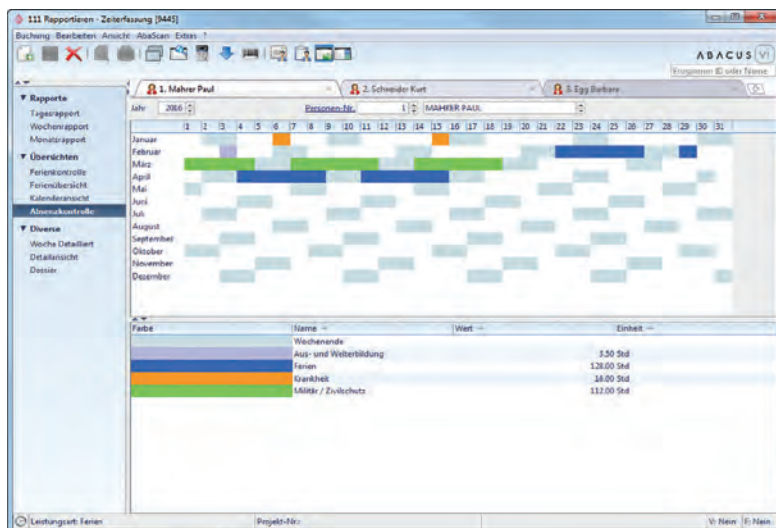 111 Rapportieren - Zeiterfassung [9445]
Buchung Bearbeiten Ansicht AbaScan Extras ?
ABACUS VI
Eingeben ID oder Name
1. Mahrer Paul
2. Schneider Kurt
3. Egg Barbara
Jahr 2016 Personen-Nr. 1 MAHRER PAUL
1 2 3 4 5 6 7 8 9 10 11 12 13 14 15 16 17 18 19 20 21 22 23 24 25 26 27 28 29 30 31
Rapporte
Tagesrapport
Wochenrapport
Monatsrapport
Übersichten
Ferienkontrolle
Ferienübersicht
Kalenderansicht
Absenzkontrolle
Diverse
Woche Detailliert
Detailansicht
Dossier
Januar
Februar
März
April
Mai
Juni
Juli
August
September
Oktober
November
Dezember
Farbe Name Wert Einheit
Wochenende
Aus- und Weiterbildung 3.50 Std
Ferien 128.00 Std
Krankheit 16.00 Std
Militär / Zivilschutz 112.00 Std
Leistungsart: Ferien Projekt-Nr.: V: Nein F: Nein